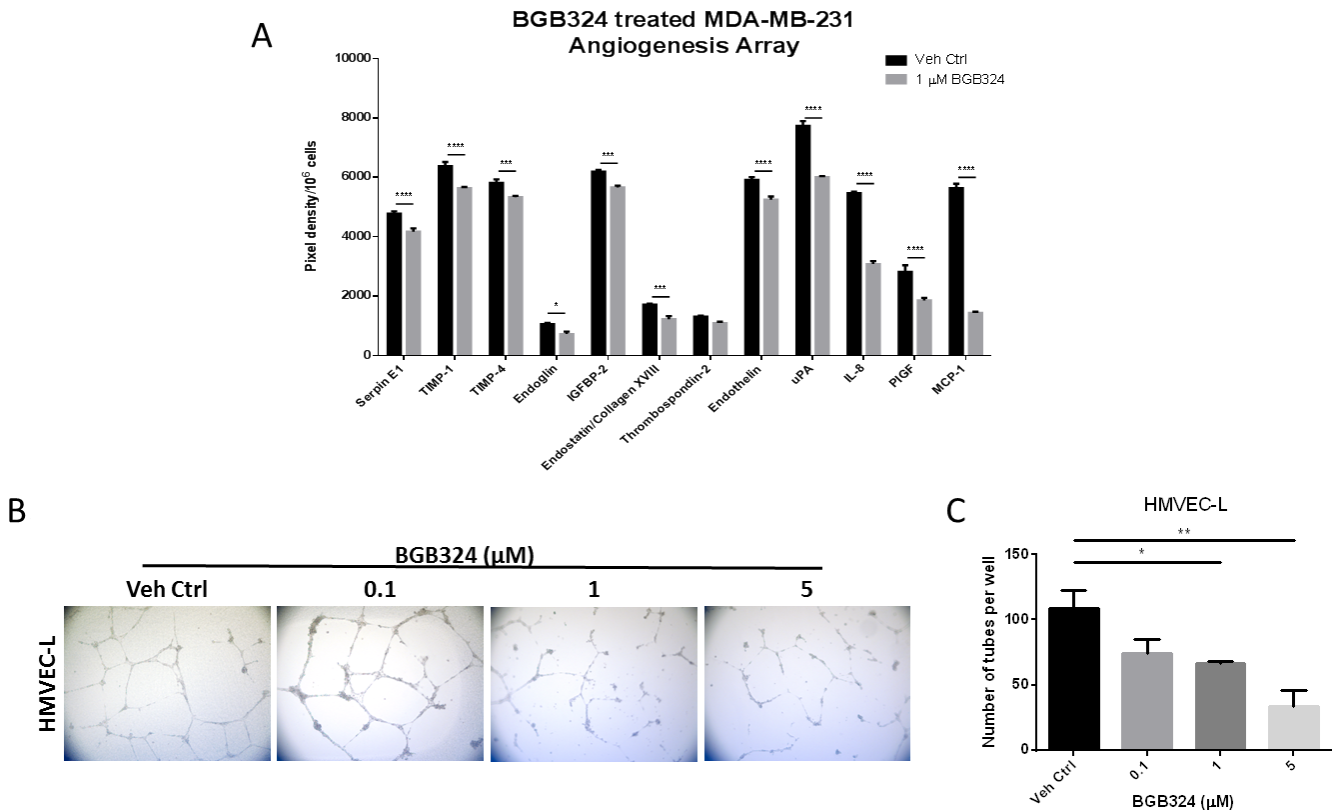 A
BGB324 treated MDA-MB-231
Angiogenesis Array
Veh Ctrl
1 µM BGB324
Pixel density/10⁶ cells
10000
8000
6000
4000
2000
0
****
****
***
*
***
***
****
****
****
****
****
Serpin E1
TIMP-1
TIMP-4
Endoglin
IGFBP-2
Endostatin/Collagen XVIII
Thrombospondin-2
Endothelin
uPA
IL-8
PIGF
MCP-1
B
BGB324 (µM)
Veh Ctrl 0.1 1 5
HMVEC-L
C
HMVEC-L
**
*
Number of tubes per well
150
100
50
0
Veh Ctrl
0.1
1
5
BGB324 (µM)